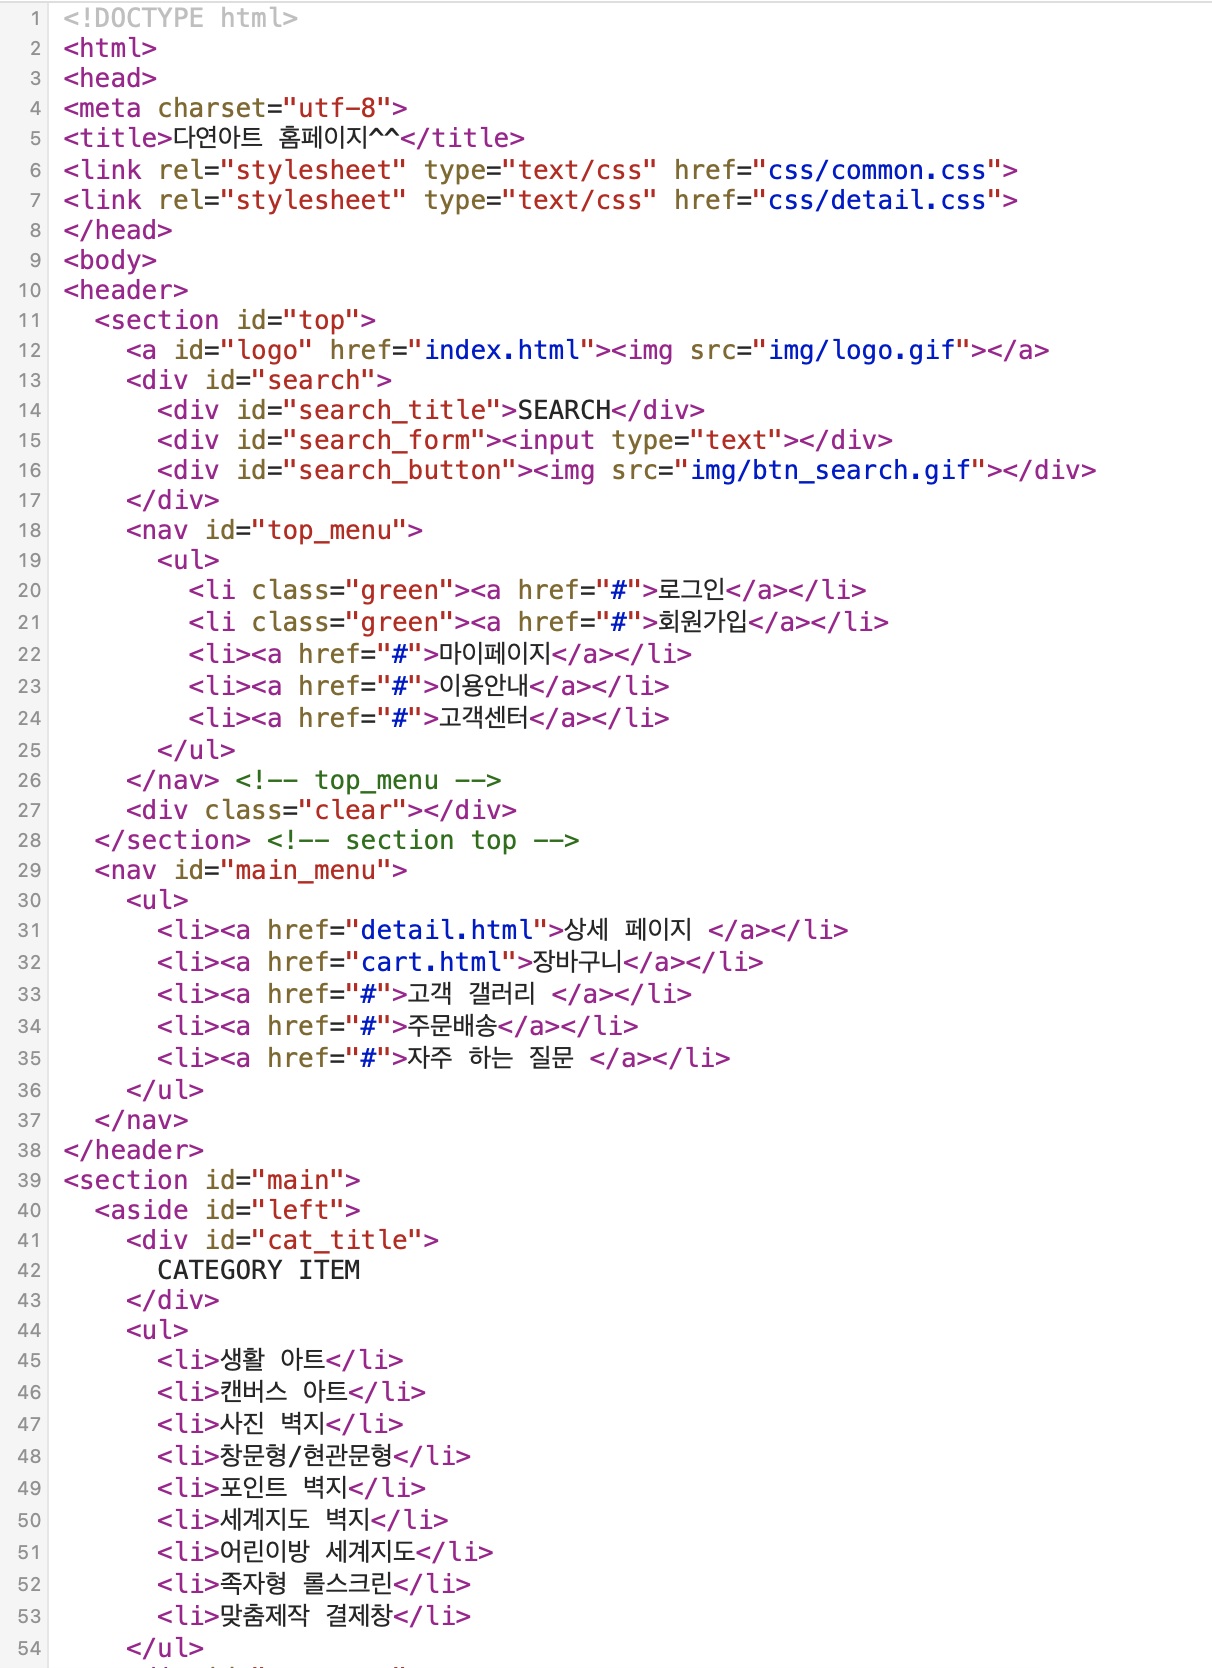 1 <!DOCTYPE html>
2 <html>
3 <head>
4 <meta charset="utf-8">
5 <title>다연아트 홈페이지^^</title>
6 <link rel="stylesheet" type="text/css" href="css/common.css">
7 <link rel="stylesheet" type="text/css" href="css/detail.css">
8 </head>
9 <body>
10 <header>
11   <section id="top">
12     <a id="logo" href="index.html"><img src="img/logo.gif"></a>
13     <div id="search">
14       <div id="search_title">SEARCH</div>
15       <div id="search_form"><input type="text"></div>
16       <div id="search_button"><img src="img/btn_search.gif"></div>
17     </div>
18     <nav id="top_menu">
19       <ul>
20         <li class="green"><a href="#">로그인</a></li>
21         <li class="green"><a href="#">회원가입</a></li>
22         <li><a href="#">마이페이지</a></li>
23         <li><a href="#">이용안내</a></li>
24         <li><a href="#">고객센터</a></li>
25       </ul>
26     </nav> <!-- top_menu -->
27     <div class="clear"></div>
28   </section> <!-- section top -->
29   <nav id="main_menu">
30     <ul>
31       <li><a href="detail.html">상세 페이지 </a></li>
32       <li><a href="cart.html">장바구니</a></li>
33       <li><a href="#">고객 갤러리 </a></li>
34       <li><a href="#">주문배송</a></li>
35       <li><a href="#">자주 하는 질문 </a></li>
36     </ul>
37   </nav>
38 </header>
39 <section id="main">
40   <aside id="left">
41     <div id="cat_title">
42       CATEGORY ITEM
43     </div>
44     <ul>
45       <li>생활 아트</li>
46       <li>캔버스 아트</li>
47       <li>사진 벽지</li>
48       <li>창문형/현관문형</li>
49       <li>포인트 벽지</li>
50       <li>세계지도 벽지</li>
51       <li>어린이방 세계지도</li>
52       <li>족자형 롤스크린</li>
53       <li>맞춤제작 결제창</li>
54     </ul>